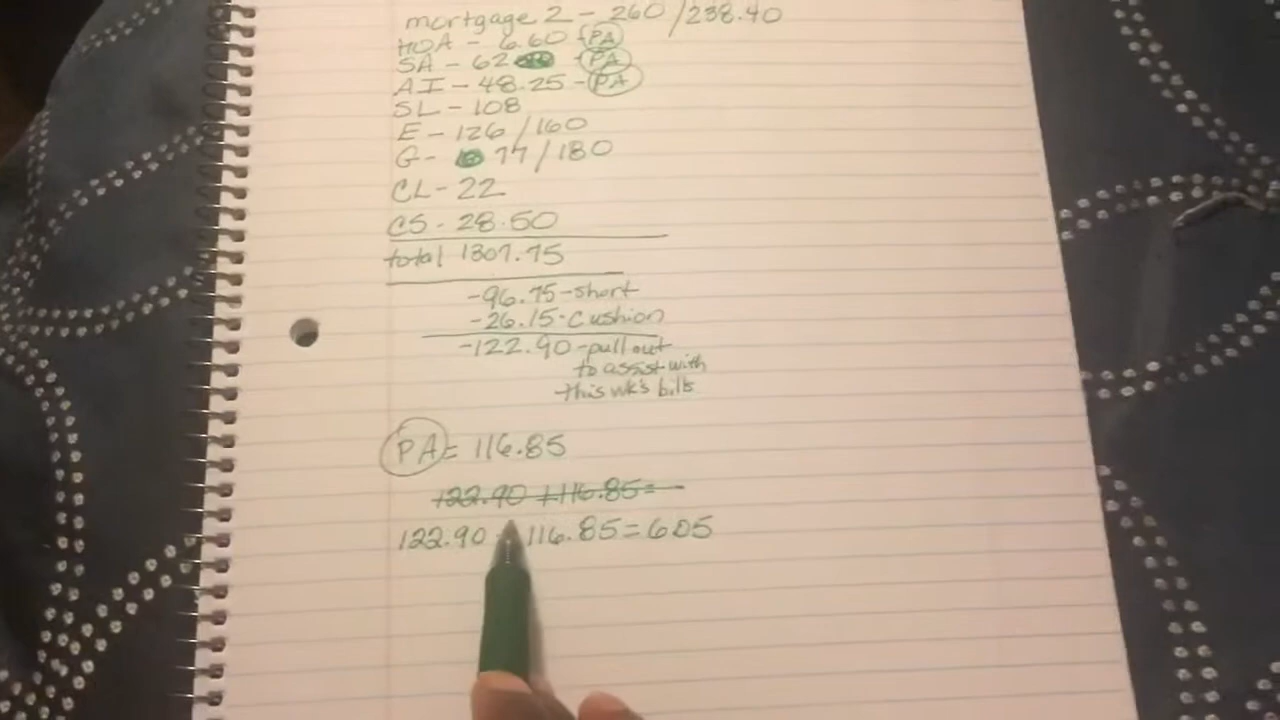 mortgage 2 - 260 / 238.40
HOA - 6.60 - PA
SA - 62 - PA
AI - 48.25 - PA
SL - 108
E - 126 / 160
G - 77 / 180
CL - 22
CS - 28.50
total 1307.75
-96.75 - short
-26.15 - cushion
-122.90 - pull out
to assist with
this wk's bills
PA = 116.85
122.90 + 116.85 =
122.90 - 116.85 = 6.05